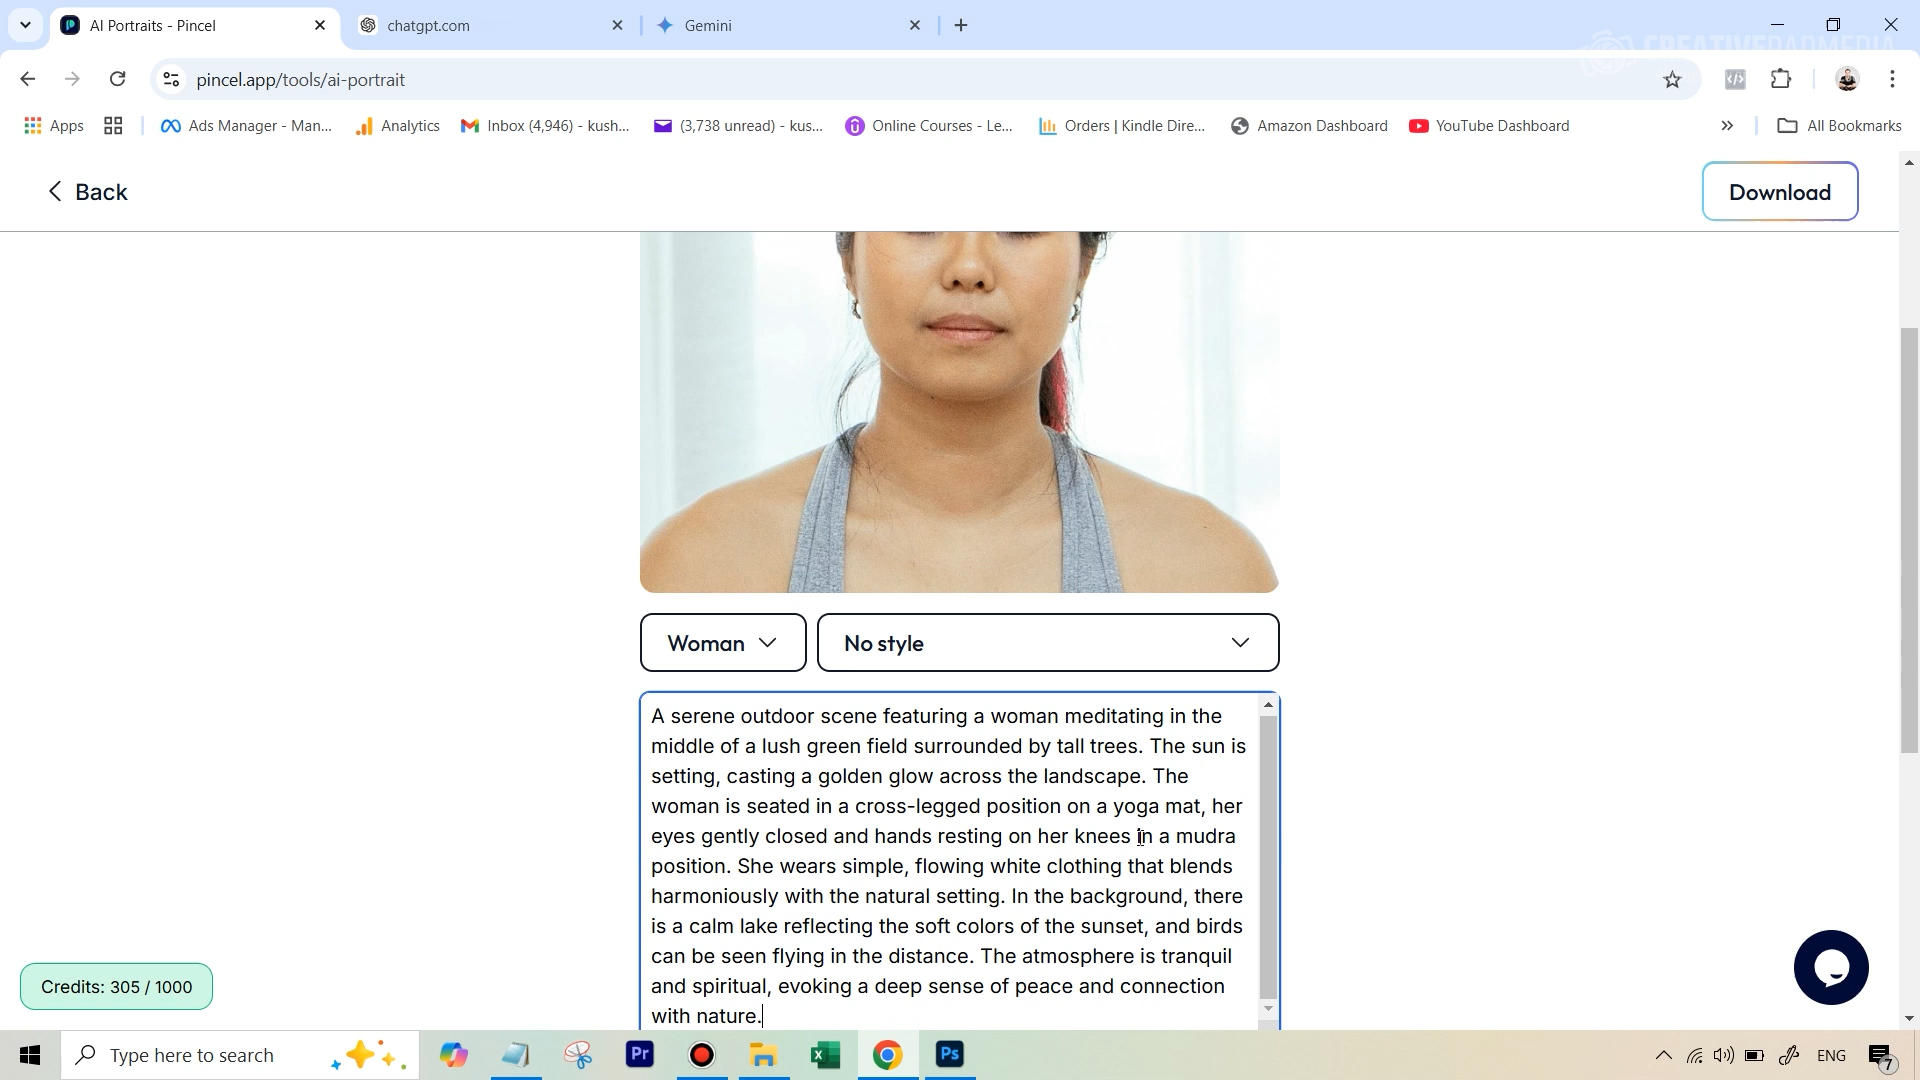 AI Portraits - Pincel
chatgpt.com
Gemini
CREATIVEPADMEDIA
pincel.app/tools/ai-portrait
Apps
Ads Manager - Man...
Analytics
Inbox (4,946) - kush...
(3,738 unread) - kus...
Online Courses - Le...
Orders | Kindle Dire...
Amazon Dashboard
YouTube Dashboard
All Bookmarks
Back
Download
Woman
No style
A serene outdoor scene featuring a woman meditating in the
middle of a lush green field surrounded by tall trees. The sun is
setting, casting a golden glow across the landscape. The
woman is seated in a cross-legged position on a yoga mat, her
eyes gently closed and hands resting on her knees in a mudra
position. She wears simple, flowing white clothing that blends
harmoniously with the natural setting. In the background, there
is a calm lake reflecting the soft colors of the sunset, and birds
can be seen flying in the distance. The atmosphere is tranquil
and spiritual, evoking a deep sense of peace and connection
with nature.
Credits: 305 / 1000
Type here to search
Pr
Ps
ENG
7